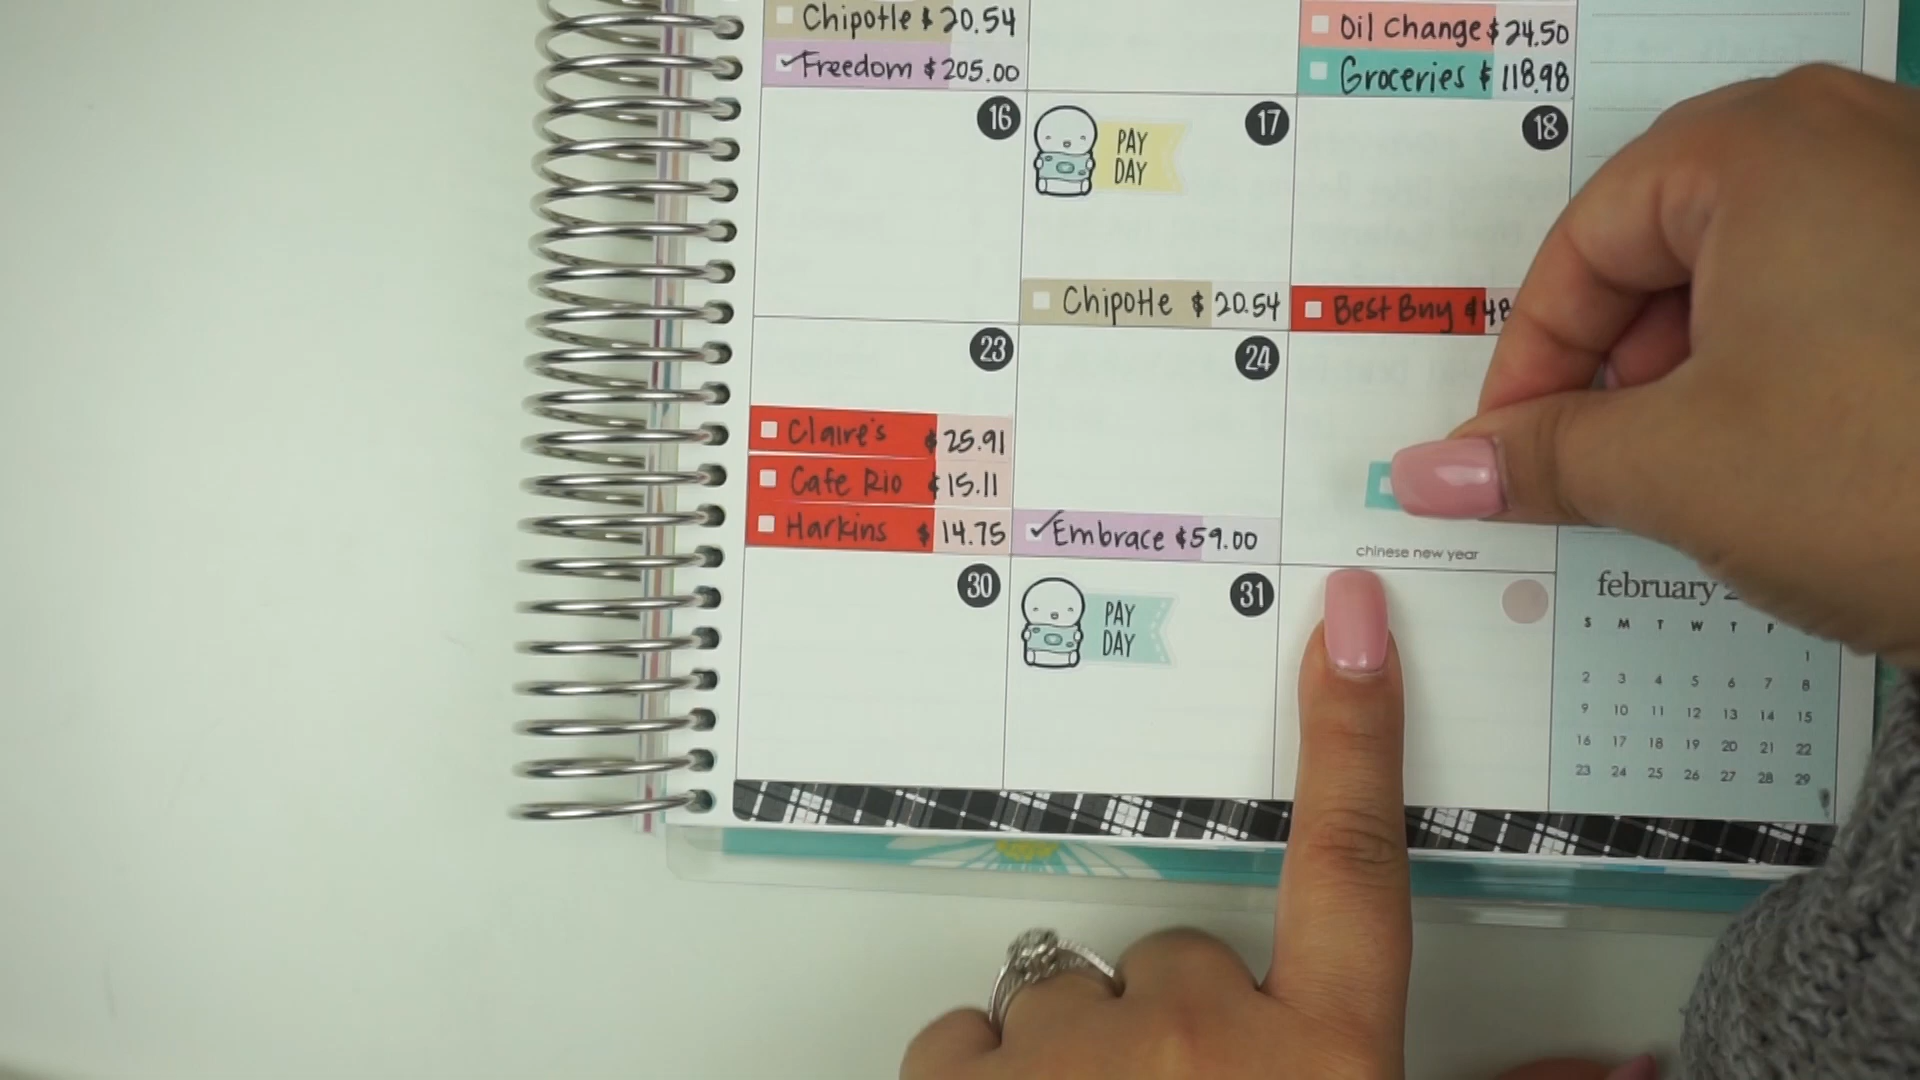 Chipotle $ 20.54
Freedom $ 205.00
Oil Change $ 24.50
Groceries $ 118.98
16
17
18
PAY
DAY
Chipotle $ 20.54
Best Buy $48
23
24
Claire's $ 25.91
Cafe Rio $ 15.11
Harkins $ 14.75
Embrace $59.00
chinese new year
30
31
PAY
DAY
february
S M T W T F
1
2 3 4 5 6 7 8
9 10 11 12 13 14 15
16 17 18 19 20 21 22
23 24 25 26 27 28 29